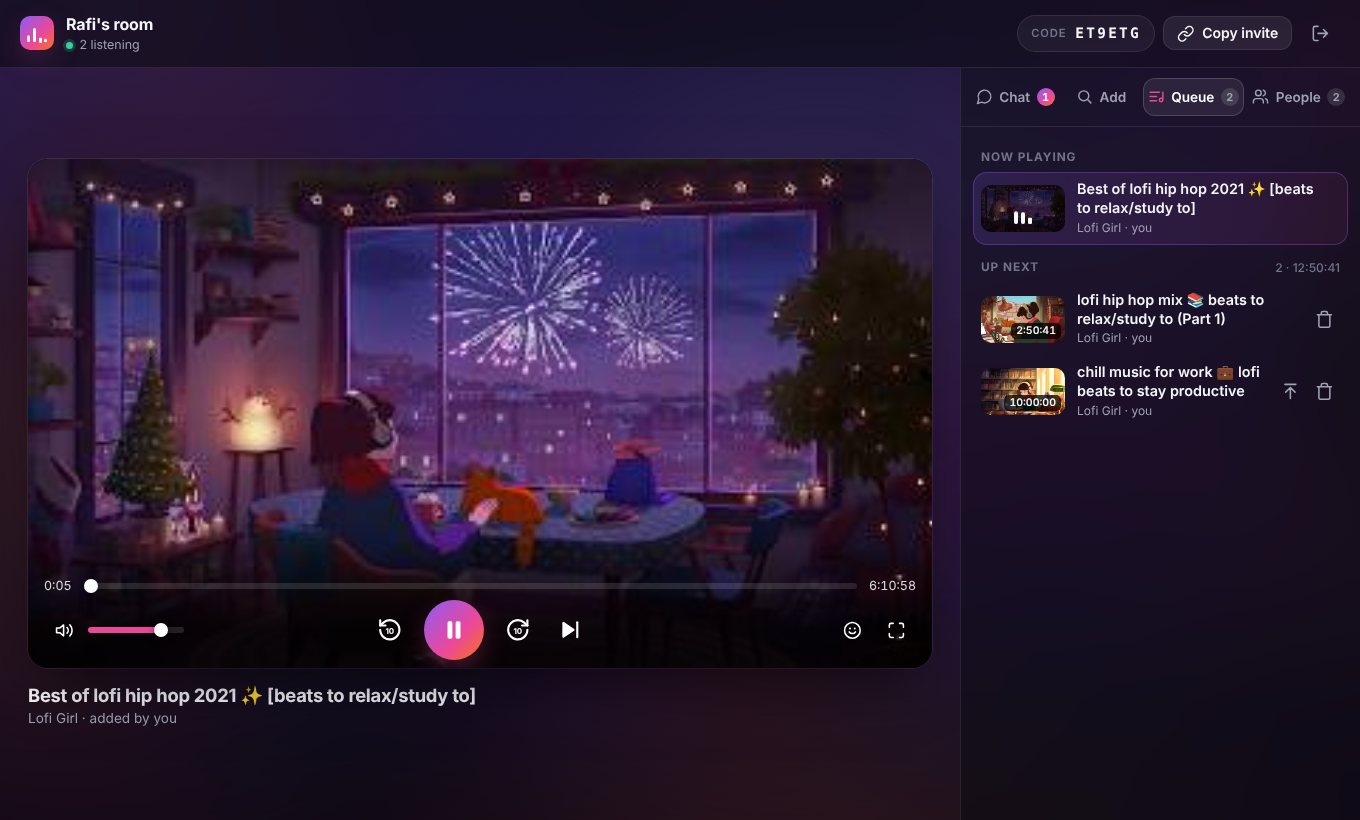 Rafi's room
2 listening
CODE ET9ETG
Copy invite
Chat 1
Add
Queue 2
People 2
NOW PLAYING
Best of lofi hip hop 2021 ✨ [beats
to relax/study to]
Lofi Girl · you
UP NEXT
2 · 12:50:41
lofi hip hop mix 📚 beats to
relax/study to (Part 1)
Lofi Girl · you
2:50:41
chill music for work 💼 lofi
beats to stay productive
Lofi Girl · you
10:00:00
0:05
6:10:58
10
10
Best of lofi hip hop 2021 ✨ [beats to relax/study to]
Lofi Girl · added by you